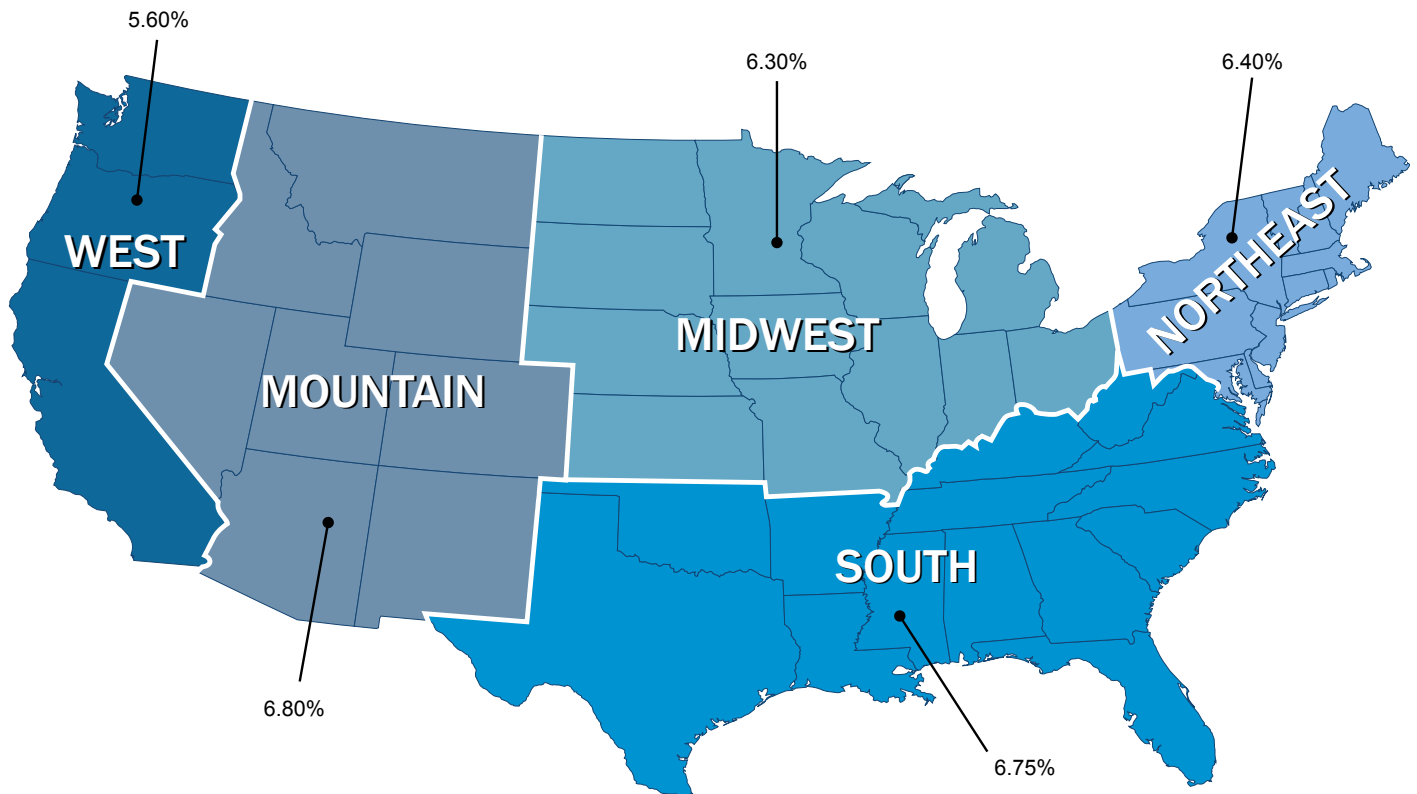 5.60%
6.30%
6.40%
WEST
NORTHEAST
MIDWEST
MOUNTAIN
SOUTH
6.80%
6.75%